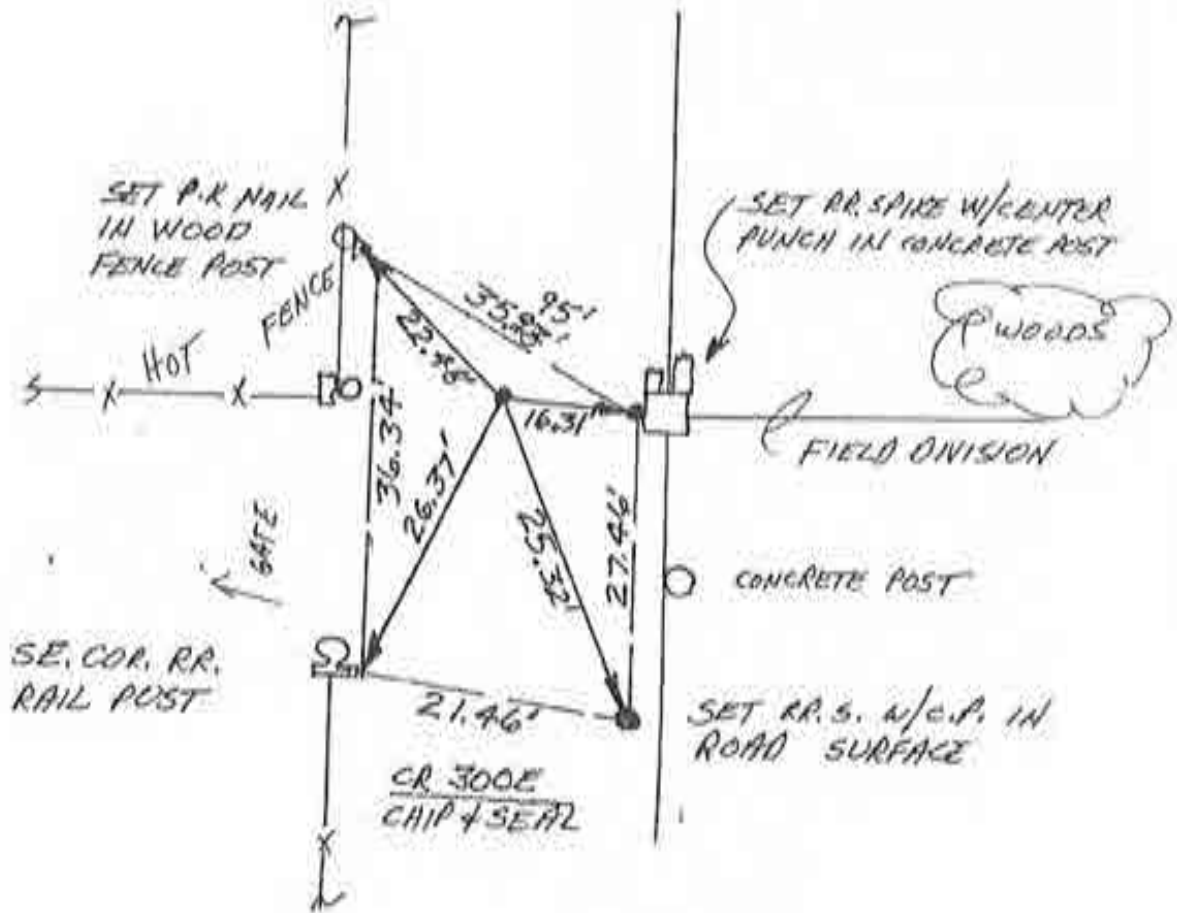 SET P.K NAIL
IN WOOD
FENCE POST
X
FENCE
HOT
X
X
SET RR. SPIKE W/CENTER
PUNCH IN CONCRETE POST
WOODS
FIELD DIVISION
95'
22.48'
16.31'
36.34'
26.37'
25.32'
27.46'
GATE
CONCRETE POST
SE. COR. RR.
RAIL POST
21.46'
SET RR.S. W/C.P. IN
ROAD SURFACE
CR 300E
CHIP & SEAL
X